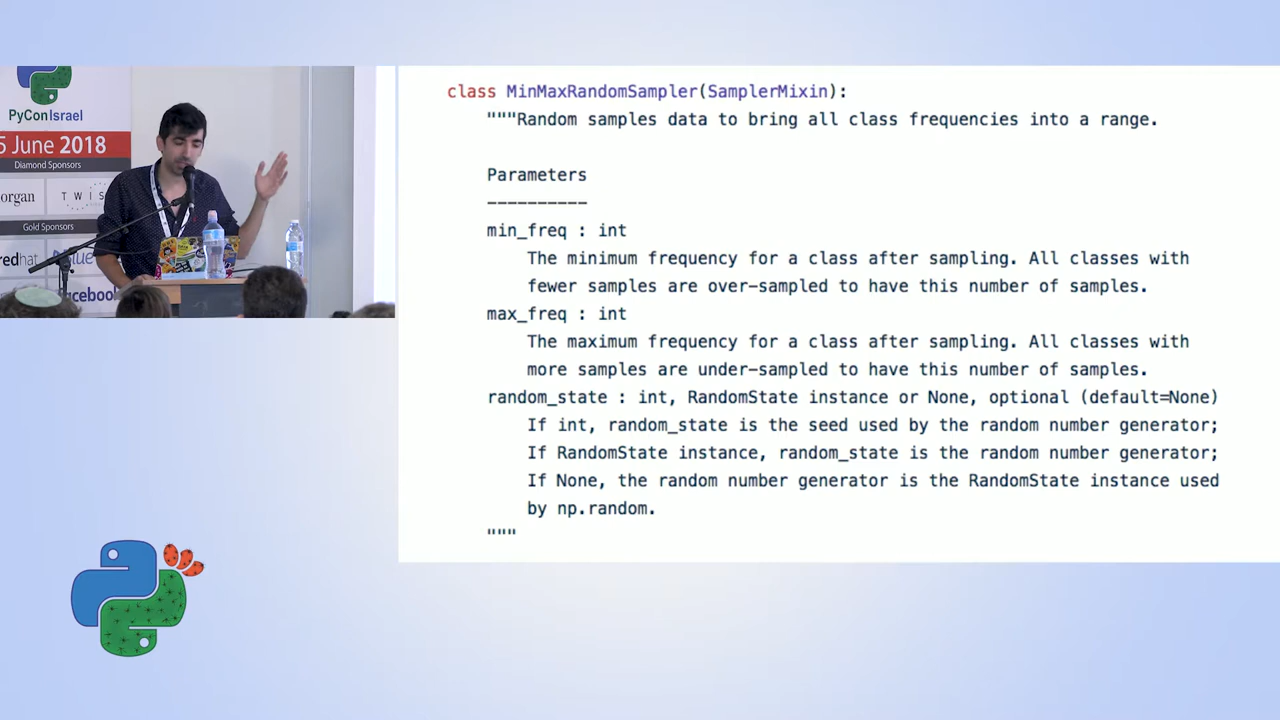 PyConIsrael
5 June 2018
Diamond Sponsors
organ
TWIS
Gold Sponsors
redhat
facebook
class MinMaxRandomSampler(SamplerMixin):
"""Random samples data to bring all class frequencies into a range.
Parameters
----------
min_freq : int
The minimum frequency for a class after sampling. All classes with
fewer samples are over-sampled to have this number of samples.
max_freq : int
The maximum frequency for a class after sampling. All classes with
more samples are under-sampled to have this number of samples.
random_state : int, RandomState instance or None, optional (default=None)
If int, random_state is the seed used by the random number generator;
If RandomState instance, random_state is the random number generator;
If None, the random number generator is the RandomState instance used
by np.random.
"""